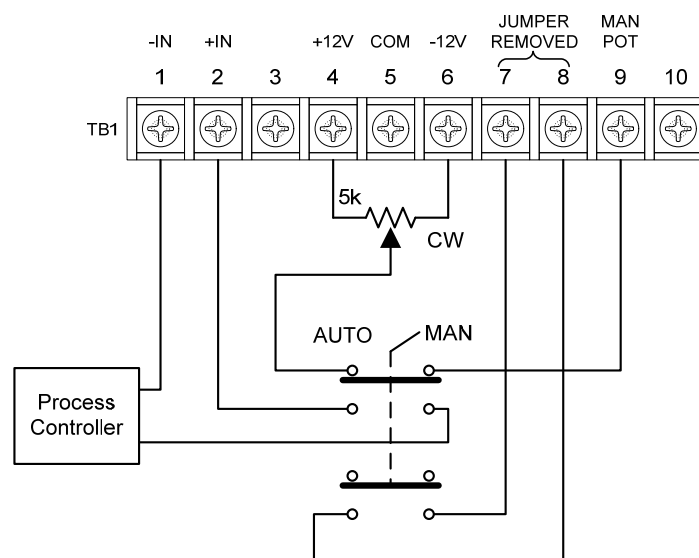 JUMPER
-IN +IN +12V COM -12V REMOVED MAN
POT
1 2 3 4 5 6 7 8 9 10
TB1
5k
CW
AUTO MAN
Process
Controller